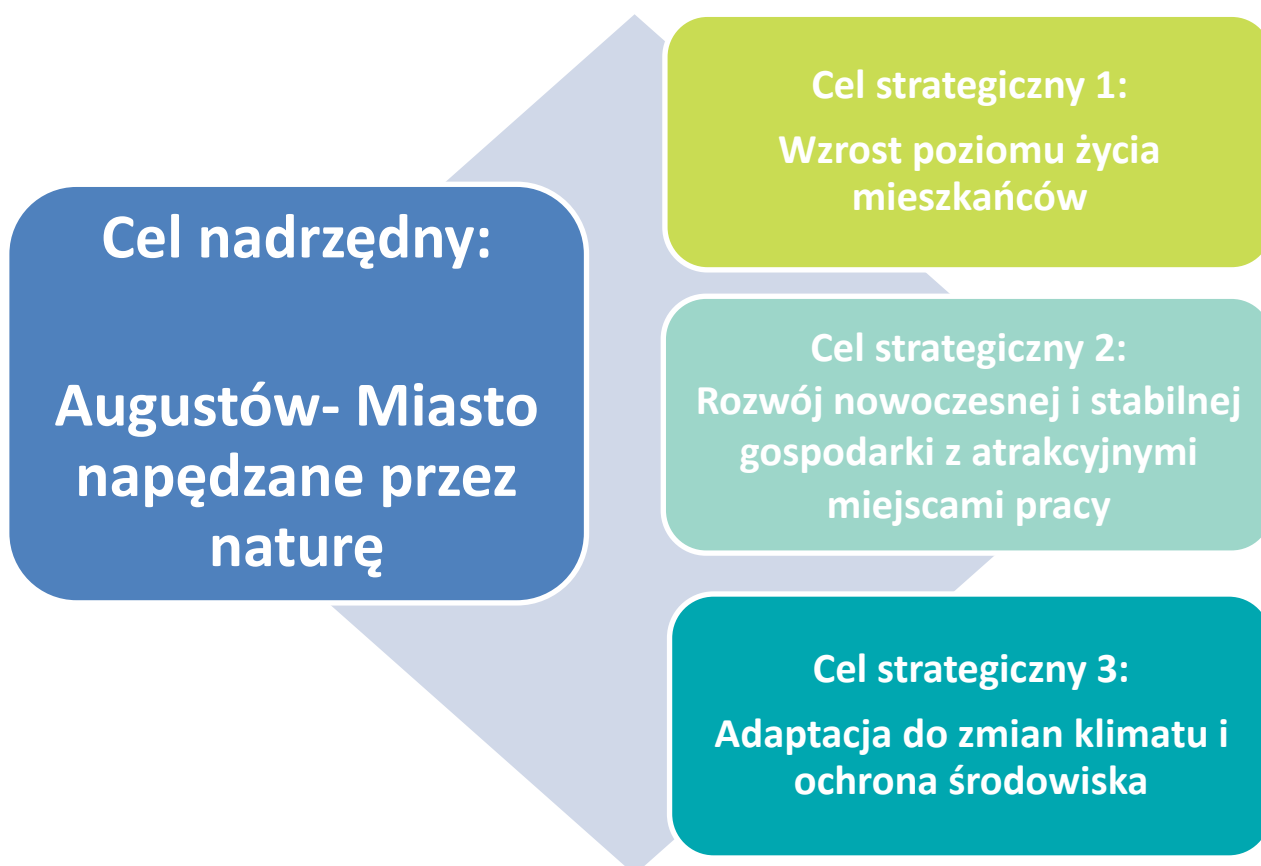 Cel nadrzędny:
Augustów- Miasto
napędzane przez
naturę
Cel strategiczny 1:
Wzrost poziomu życia
mieszkańców
Cel strategiczny 2:
Rozwój nowoczesnej i stabilnej
gospodarki z atrakcyjnymi
miejscami pracy
Cel strategiczny 3:
Adaptacja do zmian klimatu i
ochrona środowiska